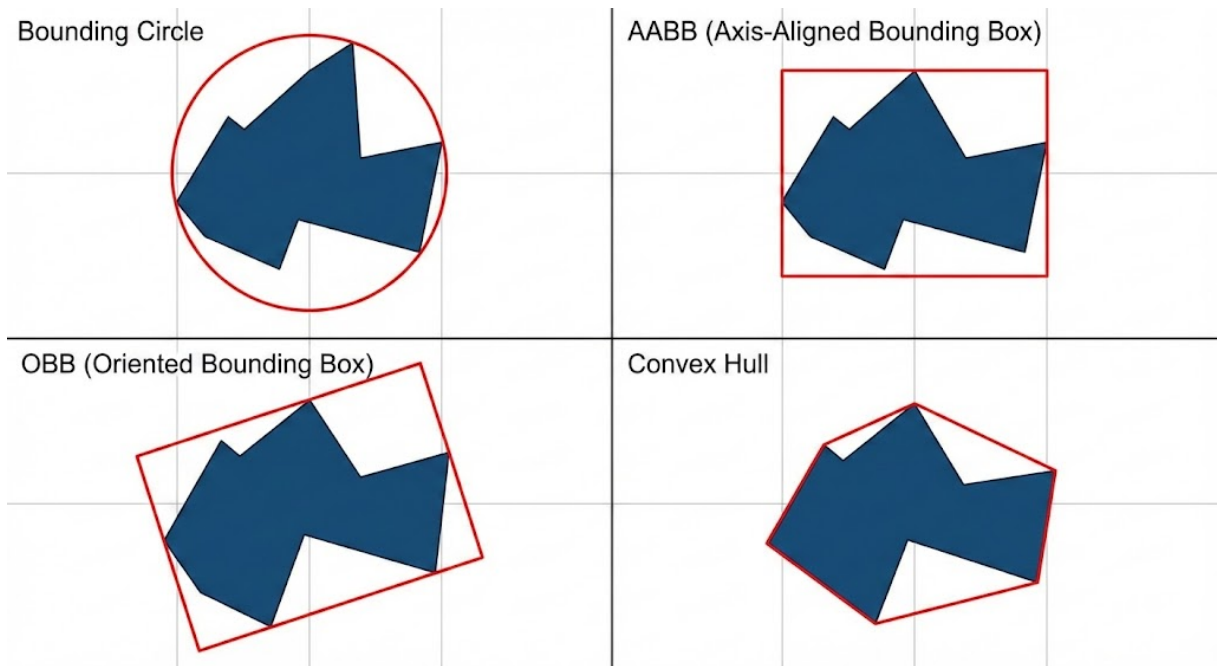 Bounding Circle
AABB (Axis-Aligned Bounding Box)
OBB (Oriented Bounding Box)
Convex Hull